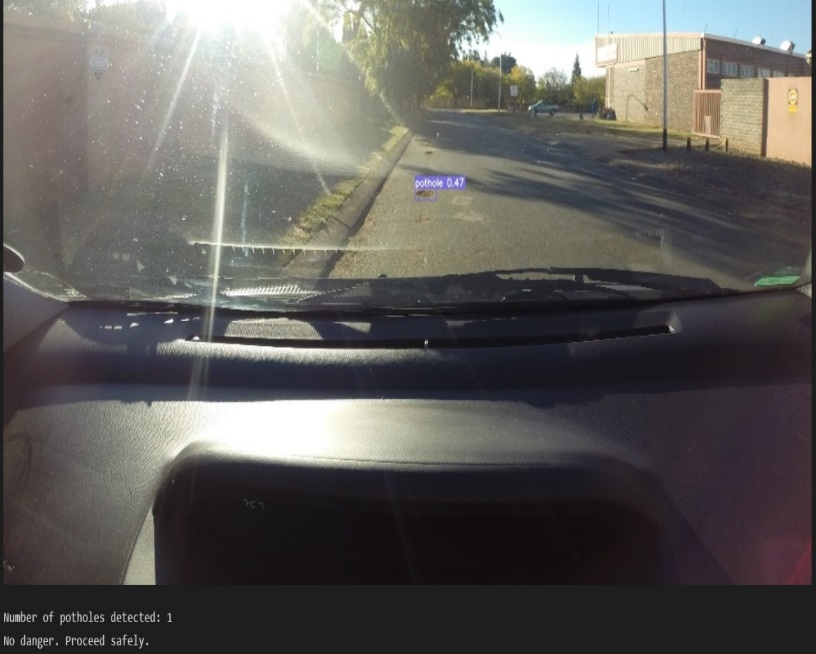 pothole 0.47
Number of potholes detected: 1
No danger. Proceed safely.